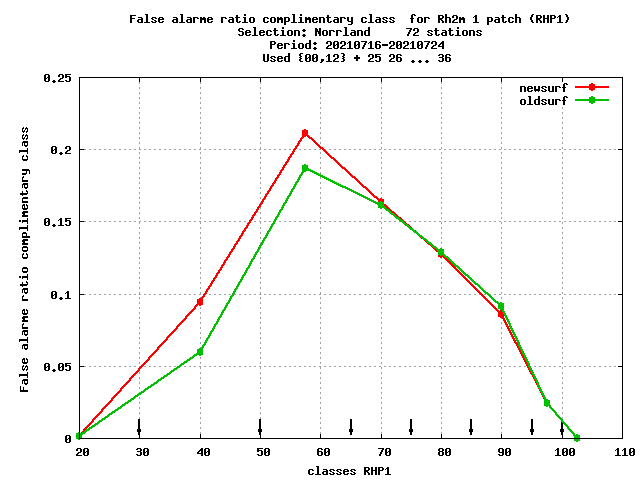 False alarme ratio complimentary class  for Rh2m 1 patch (RHP1)
Selection: Norrland     72 stations
Period: 20210716-20210724
Used {00,12} + 25 26 ... 36
newsurf
oldsurf
False alarme ratio complimentary class
0.25
0.2
0.15
0.1
0.05
0
20 30 40 50 60 70 80 90 100 110
classes RHP1